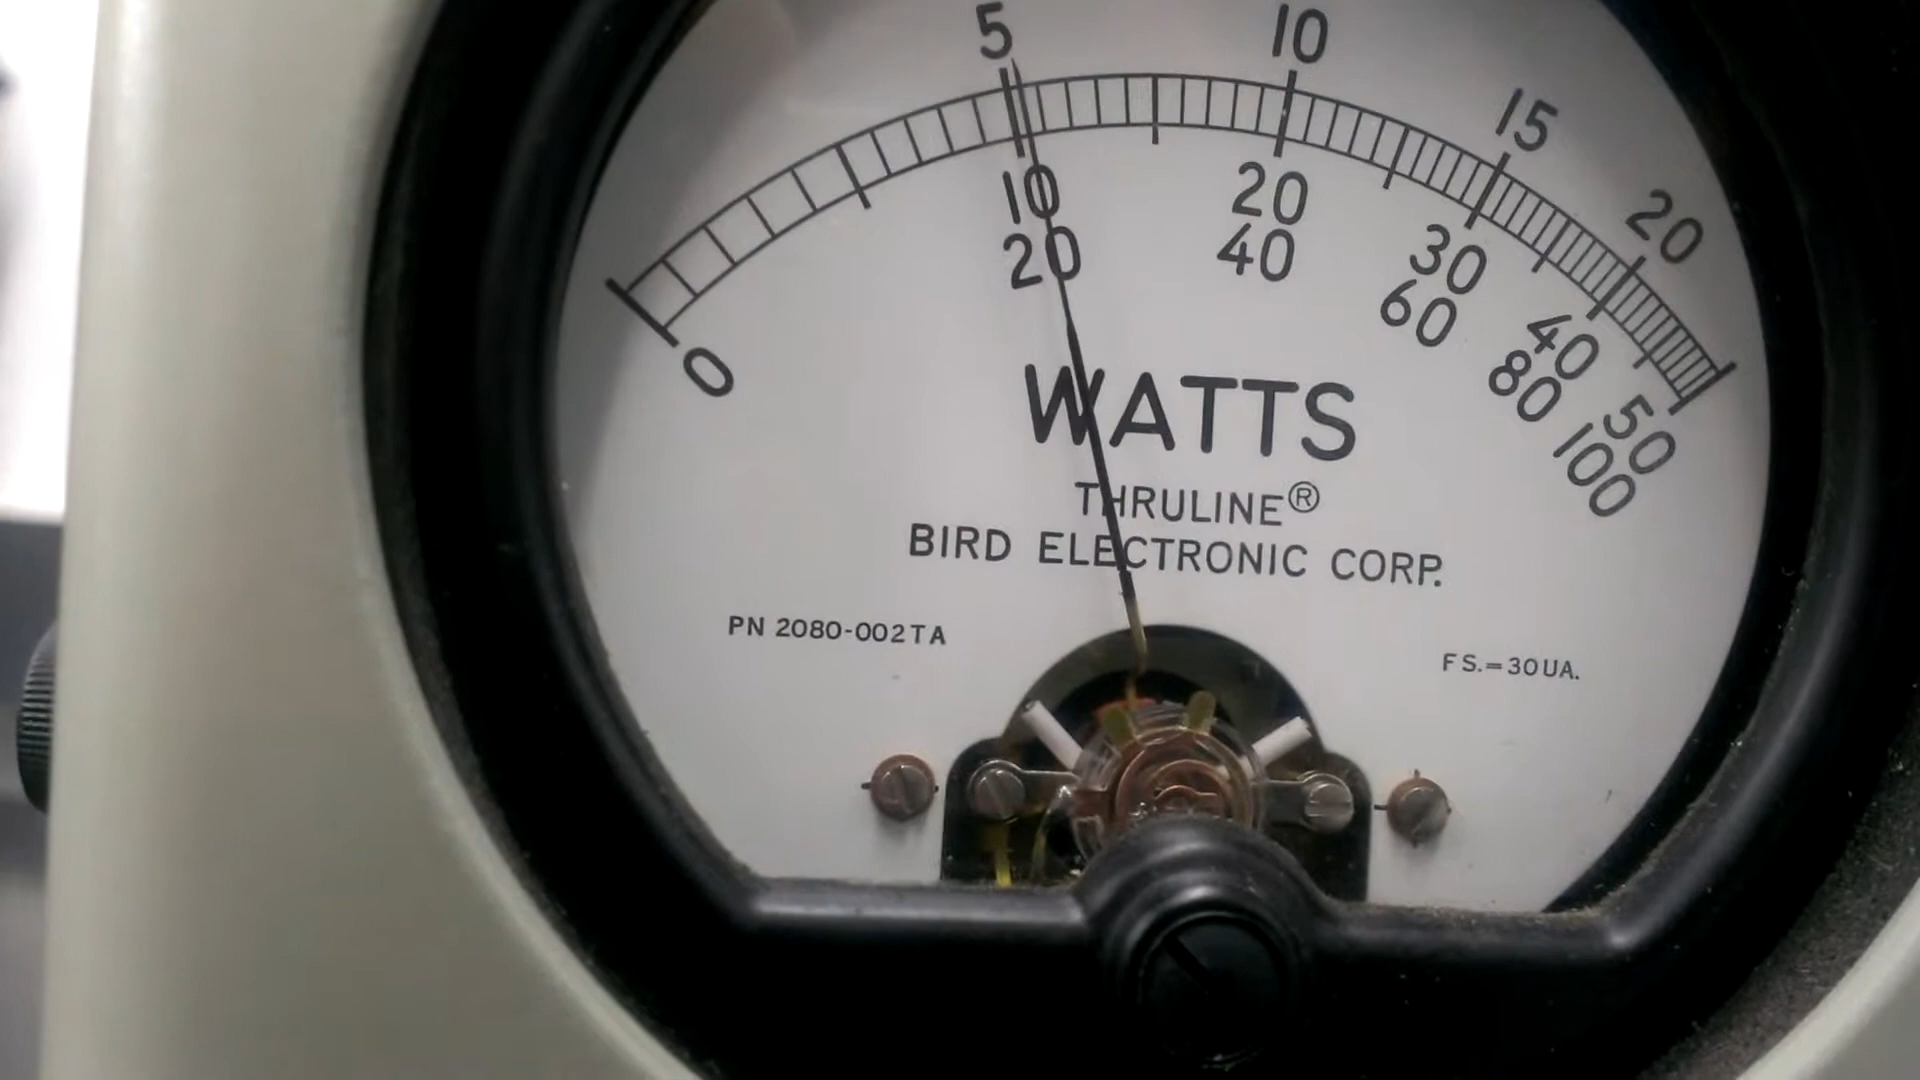 5 10 15 20
0 10 20 30 40 50
20 40 60 80 100
WATTS
THRULINE®
BIRD ELECTRONIC CORP.
PN 2080-002TA
FS.=30UA.